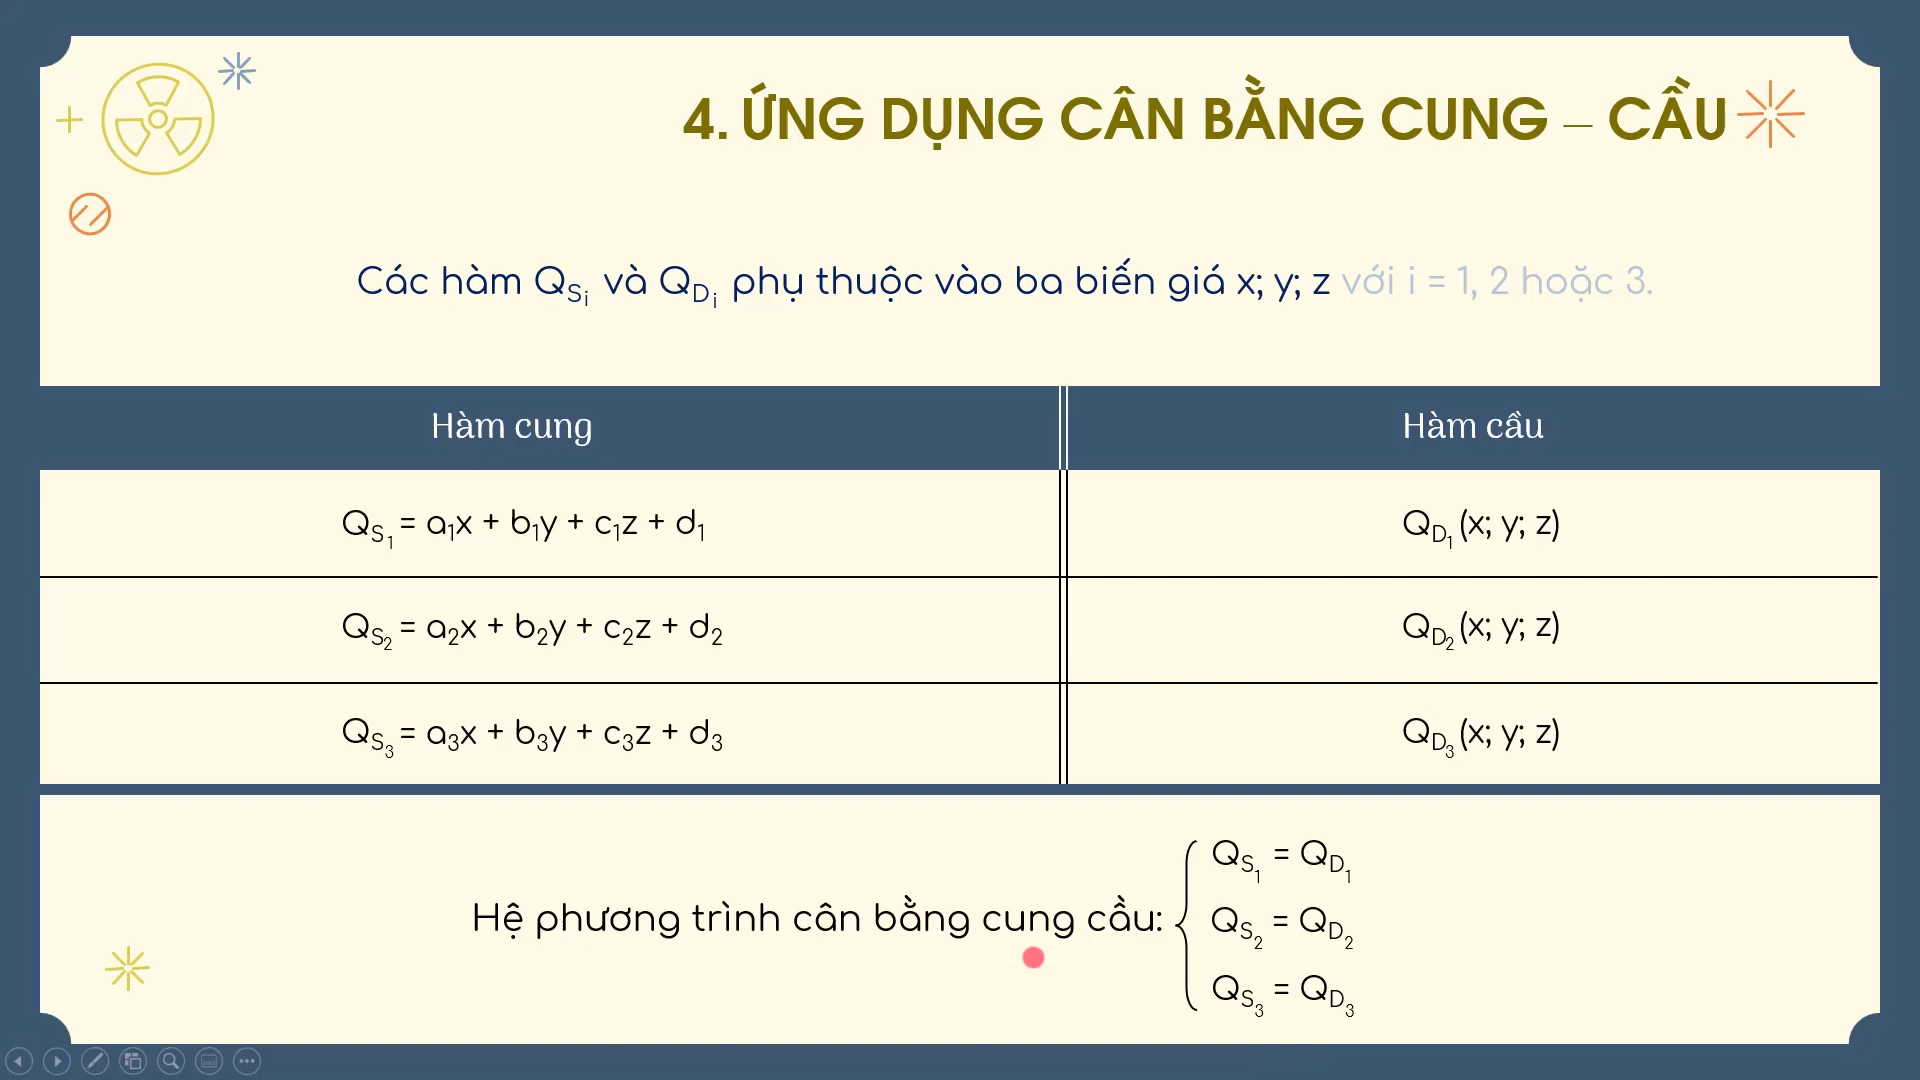 4. ỨNG DỤNG CÂN BẰNG CUNG – CẦU
Các hàm Q_{S_i} và Q_{D_i} phụ thuộc vào ba biến giá x; y; z với i = 1, 2 hoặc 3.
Hàm cung
Hàm cầu
Q_{S_1} = a₁x + b₁y + c₁z + d₁
Q_{D_1} (x; y; z)
Q_{S_2} = a₂x + b₂y + c₂z + d₂
Q_{D_2} (x; y; z)
Q_{S_3} = a₃x + b₃y + c₃z + d₃
Q_{D_3} (x; y; z)
Hệ phương trình cân bằng cung cầu:
Q_{S_1} = Q_{D_1}
Q_{S_2} = Q_{D_2}
Q_{S_3} = Q_{D_3}